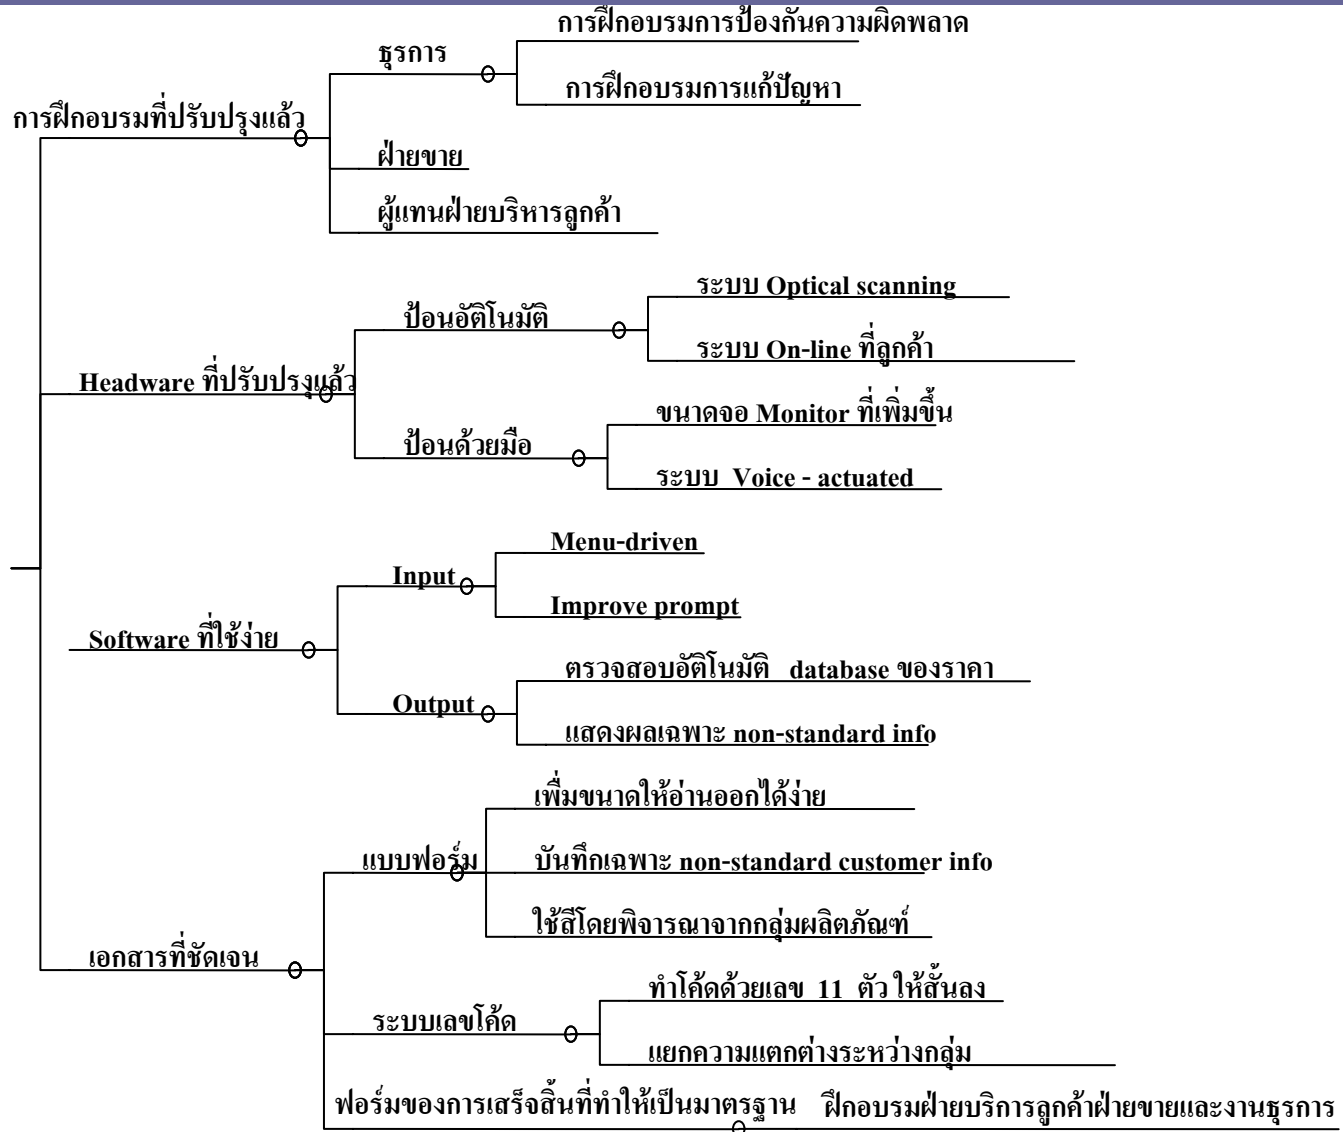 การฝึกอบรมการป้องกันความผิดพลาด
ธุรการ
การฝึกอบรมการแก้ปัญหา
การฝึกอบรมที่ปรับปรุงแล้ว
ฝ่ายขาย
ผู้แทนฝ่ายบริหารลูกค้า
ระบบ Optical scanning
ป้อนอัติโนมัติ
ระบบ On-line ที่ลูกค้า
Headware ที่ปรับปรุงแล้ว
ขนาดจอ Monitor ที่เพิ่มขึ้น
ป้อนด้วยมือ
ระบบ Voice - actuated
Menu-driven
Input
Improve prompt
Software ที่ใช้ง่าย
ตรวจสอบอัติโนมัติ database ของราคา
Output
แสดงผลเฉพาะ non-standard info
เพื่มขนาดให้อ่านออกได้ง่าย
แบบฟอร์ม
บันทึกเฉพาะ non-standard customer info
ใช้สีโดยพิจารณาจากกลุ่มผลิตภัณฑ์
เอกสารที่ชัดเจน
ทำโค้ดด้วยเลข 11 ตัว ให้สั้นลง
ระบบเลขโค้ด
แยกความแตกต่างระหว่างกลุ่ม
ฟอร์มของการเสร็จสิ้นที่ทำให้เป็นมาตรฐาน ฝึกอบรมฝ่ายบริการลูกค้าฝ่ายขายและงานธุรการ